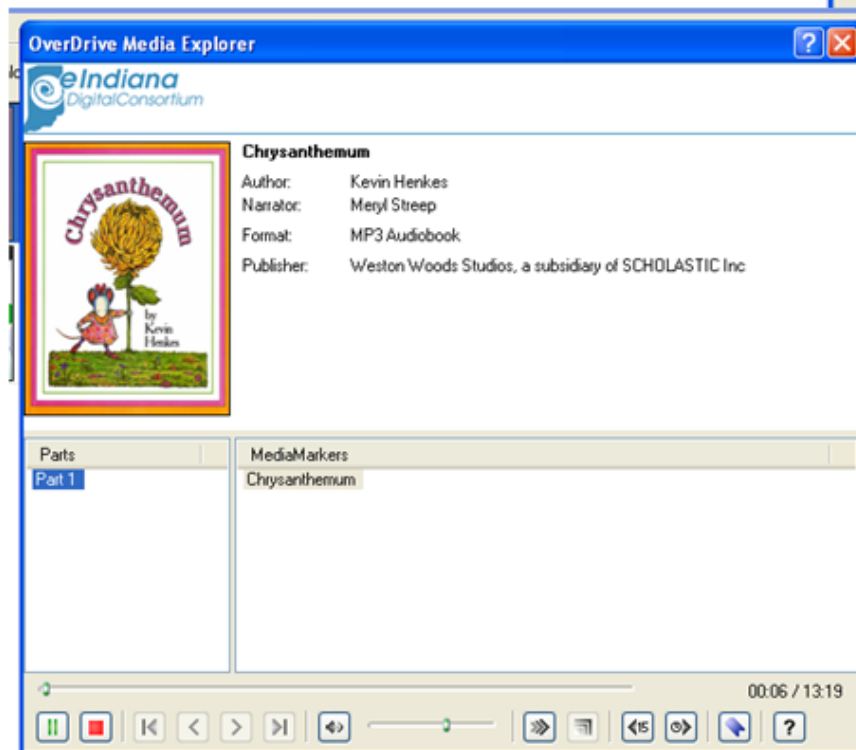 OverDrive Media Explorer
eIndiana
DigitalConsortium
Chrysanthemum
by
Kevin
Henkes
Chrysanthemum
Author: Kevin Henkes
Narrator: Meryl Streep
Format: MP3 Audiobook
Publisher: Weston Woods Studios, a subsidiary of SCHOLASTIC Inc
Parts MediaMarkers
Part 1 Chrysanthemum
00:06 / 13:19
15
?